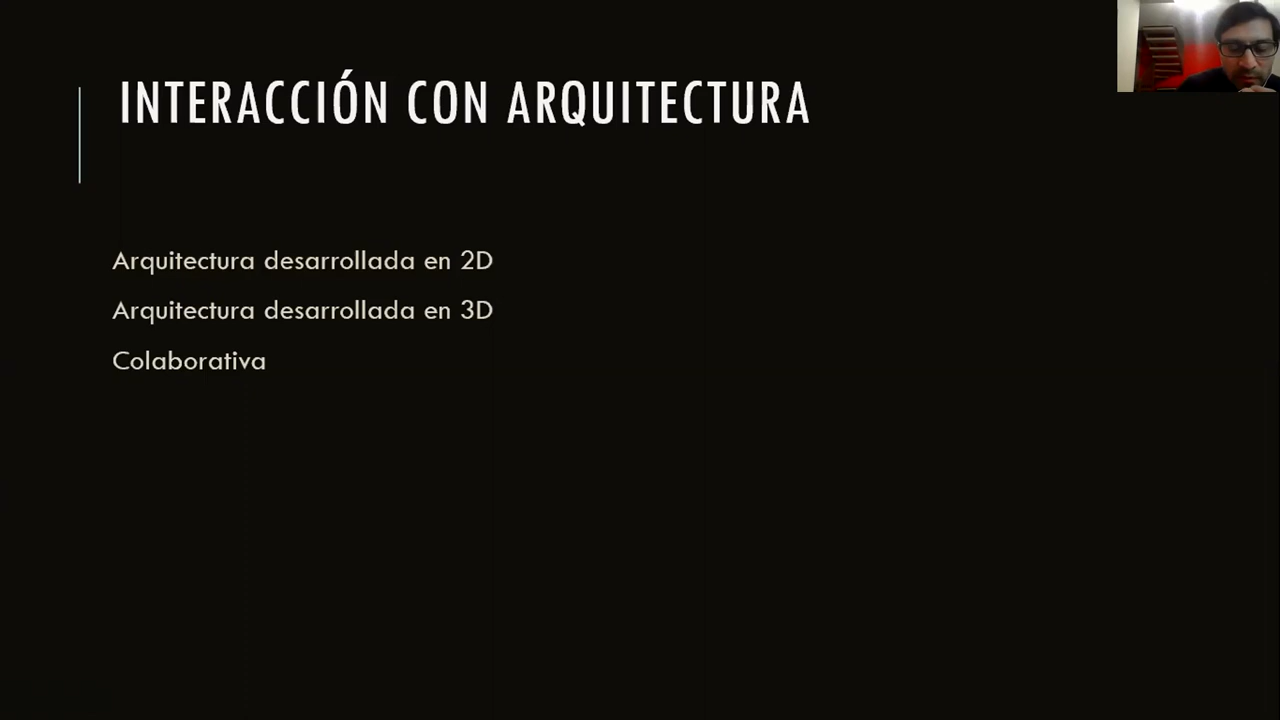 INTERACCIÓN CON ARQUITECTURA
Arquitectura desarrollada en 2D
Arquitectura desarrollada en 3D
Colaborativa